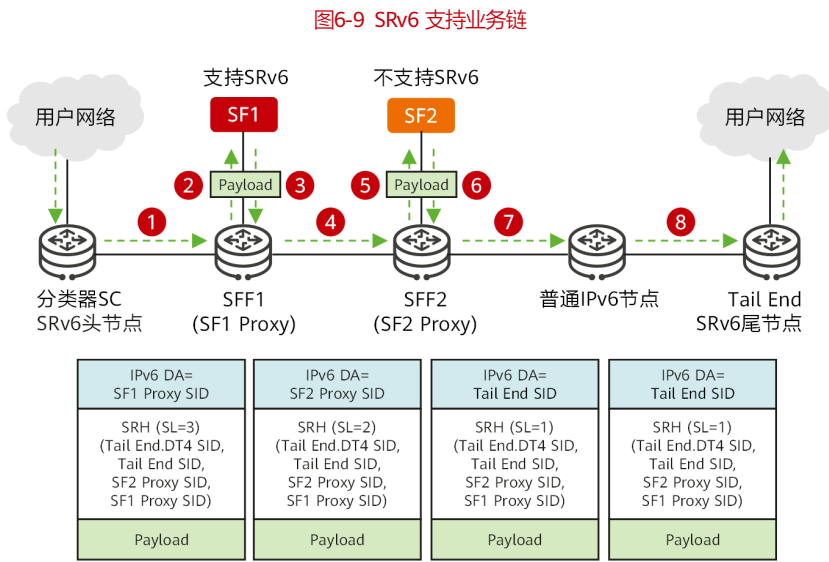 图6-9 SRv6 支持业务链
支持SRv6
不支持SRv6
用户网络
SF1
SF2
用户网络
2
Payload
3
5
Payload
6
1
4
7
8
分类器SC
SRv6头节点
SFF1
(SF1 Proxy)
SFF2
(SF2 Proxy)
普通IPv6节点
Tail End
SRv6尾节点
IPv6 DA=
SF1 Proxy SID
SRH (SL=3)
(Tail End.DT4 SID,
Tail End SID,
SF2 Proxy SID,
SF1 Proxy SID)
Payload
IPv6 DA=
SF2 Proxy SID
SRH (SL=2)
(Tail End.DT4 SID,
Tail End SID,
SF2 Proxy SID,
SF1 Proxy SID)
Payload
IPv6 DA=
Tail End SID
SRH (SL=1)
(Tail End.DT4 SID,
Tail End SID,
SF2 Proxy SID,
SF1 Proxy SID)
Payload
IPv6 DA=
Tail End SID
SRH (SL=1)
(Tail End.DT4 SID,
Tail End SID,
SF2 Proxy SID,
SF1 Proxy SID)
Payload